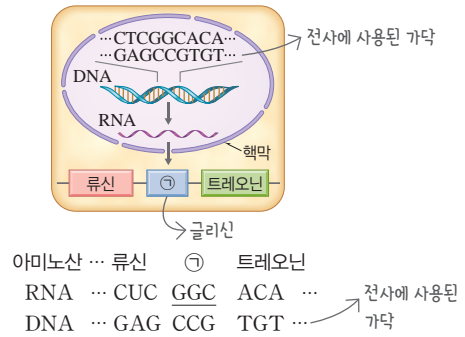 …CTCGGCACA…
…GAGCCGTGT… 전사에 사용된 가닥
DNA
RNA
핵막
류신 ㉠ 트레오닌
글리신
아미노산 … 류신 ㉠ 트레오닌
RNA … CUC GGC ACA …
DNA … GAG CCG TGT … 전사에 사용된
가닥